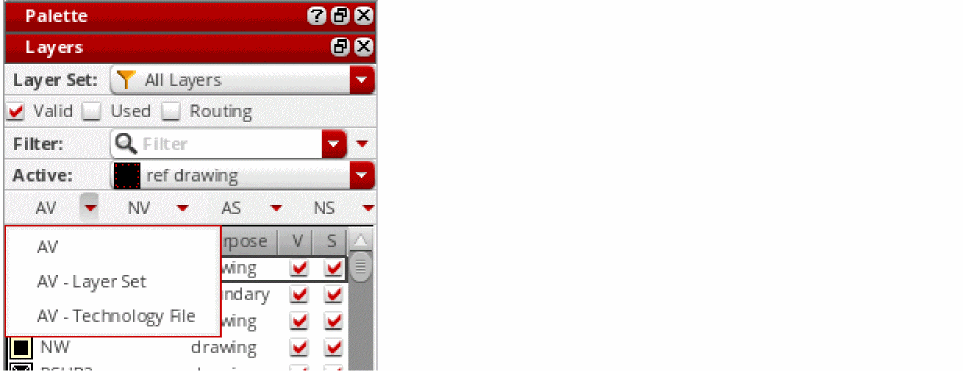 Palette ?
Layers
Layer Set: All Layers
Valid Used Routing
Filter: Filter
Active: ref drawing
AV NV AS NS
rpose V S
AV
wing
AV - Layer Set
ndary
AV - Technology File
wing
NW drawing